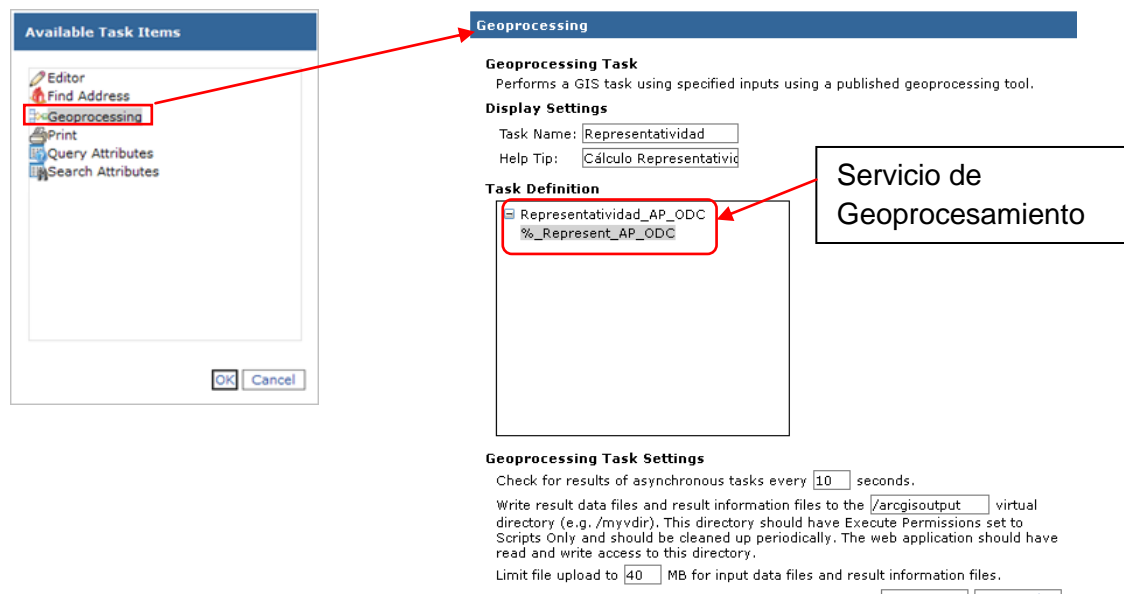 Available Task Items
Editor
Find Address
Geoprocessing
Print
Query Attributes
Search Attributes
OK
Cancel
Geoprocessing
Geoprocessing Task
Performs a GIS task using specified inputs using a published geoprocessing tool.
Display Settings
Task Name: Representatividad
Help Tip: Cálculo Representativid
Task Definition
Representatividad_AP_ODC
%_Represent_AP_ODC
Servicio de
Geoprocesamiento
Geoprocessing Task Settings
Check for results of asynchronous tasks every 10 seconds.
Write result data files and result information files to the /arcgisoutput virtual
directory (e.g. /myvdir). This directory should have Execute Permissions set to
Scripts Only and should be cleaned up periodically. The web application should have
read and write access to this directory.
Limit file upload to 40 MB for input data files and result information files.